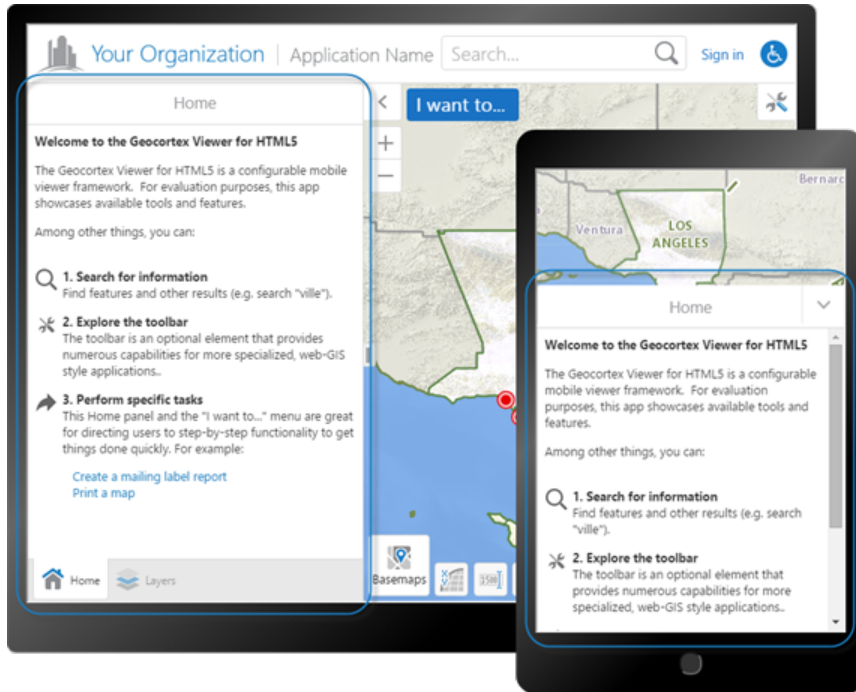 Your Organization | Application Name
Search...
Sign in
Home
Welcome to the Geocortex Viewer for HTML5
The Geocortex Viewer for HTML5 is a configurable mobile
viewer framework. For evaluation purposes, this app
showcases available tools and features.
Among other things, you can:
1. Search for information
Find features and other results (e.g. search "ville").
2. Explore the toolbar
The toolbar is an optional element that provides
numerous capabilities for more specialized, web-GIS
style applications..
3. Perform specific tasks
This Home panel and the "I want to..." menu are great
for directing users to step-by-step functionality to get
things done quickly. For example:
Create a mailing label report
Print a map
Home
Layers
I want to...
Basemaps
Bernarc
Ventura
LOS
ANGELES
Home
Welcome to the Geocortex Viewer for HTML5
The Geocortex Viewer for HTML5 is a configurable
mobile viewer framework. For evaluation
purposes, this app showcases available tools and
features.
Among other things, you can:
1. Search for information
Find features and other results (e.g. search
"ville").
2. Explore the toolbar
The toolbar is an optional element that
provides numerous capabilities for more
specialized, web-GIS style applications..